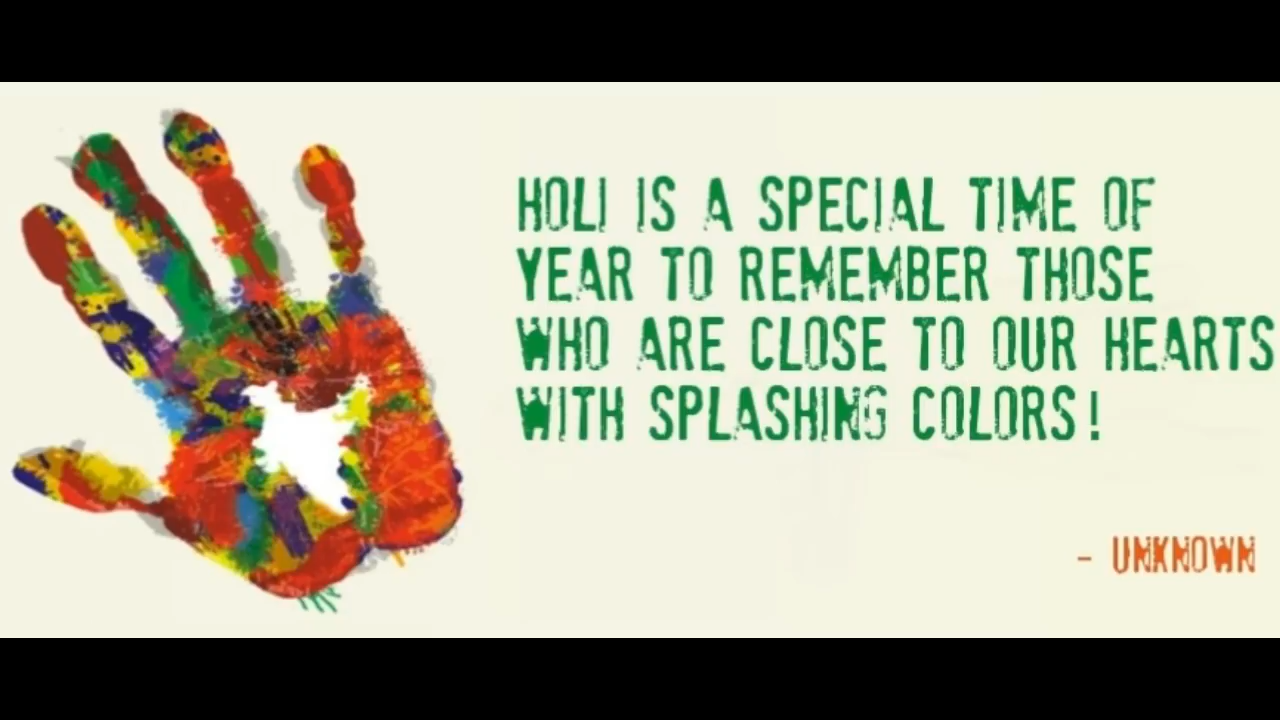 HOLI IS A SPECIAL TIME OF
YEAR TO REMEMBER THOSE
WHO ARE CLOSE TO OUR HEARTS
WITH SPLASHING COLORS!
- UNKNOWN